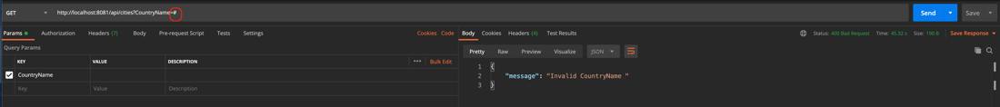 GET http://localhost:8081/api/cities?CountryName=# Send Save
Params Authorization Headers (7) Body Pre-request Script Tests Settings Cookies Code
Query Params
KEY VALUE DESCRIPTION Bulk Edit
CountryName
Key Value Description
Body Cookies Headers (4) Test Results Status: 400 Bad Request Time: 45.32 s Size: 190 B Save Response
Pretty Raw Preview Visualize JSON
1 {
2 "message": "Invalid CountryName "
3 }